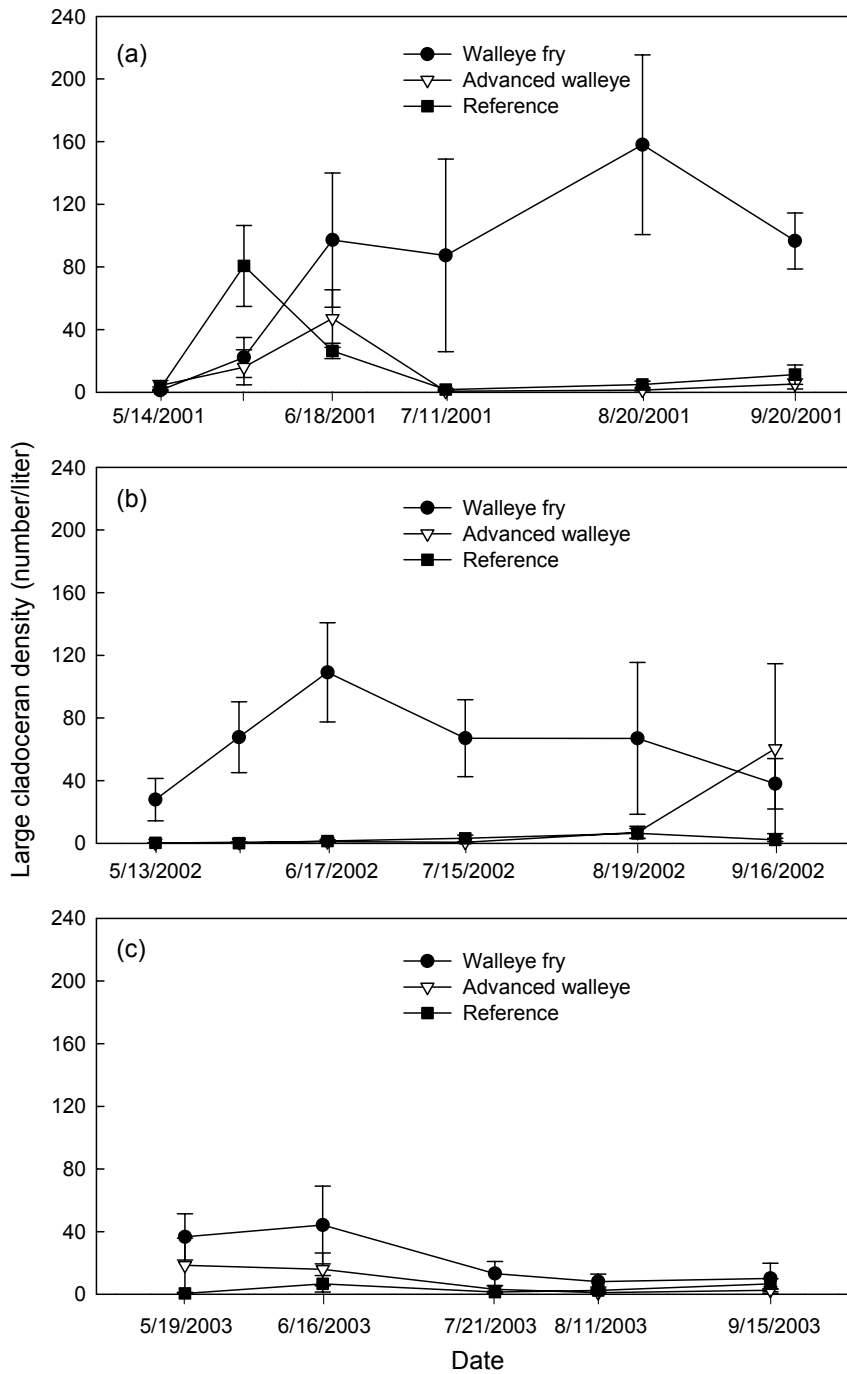 240
(a)
Walleye fry
200
Advanced walleye
Reference
160
120
80
40
0
5/14/2001 6/18/2001 7/11/2001 8/20/2001 9/20/2001
Large cladoceran density (number/liter)
240
(b)
Walleye fry
200
Advanced walleye
Reference
160
120
80
40
0
5/13/2002 6/17/2002 7/15/2002 8/19/2002 9/16/2002
240
(c)
Walleye fry
200
Advanced walleye
Reference
160
120
80
40
0
5/19/2003 6/16/2003 7/21/2003 8/11/2003 9/15/2003
Date